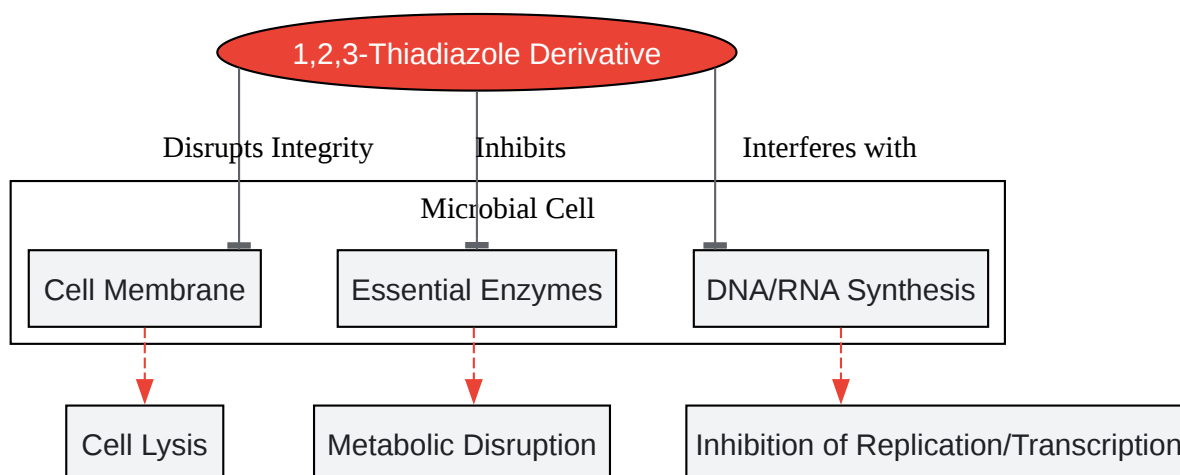 1,2,3-Thiadiazole Derivative
Disrupts Integrity
Inhibits
Interferes with
Microbial Cell
Cell Membrane
Essential Enzymes
DNA/RNA Synthesis
Cell Lysis
Metabolic Disruption
Inhibition of Replication/Transcription